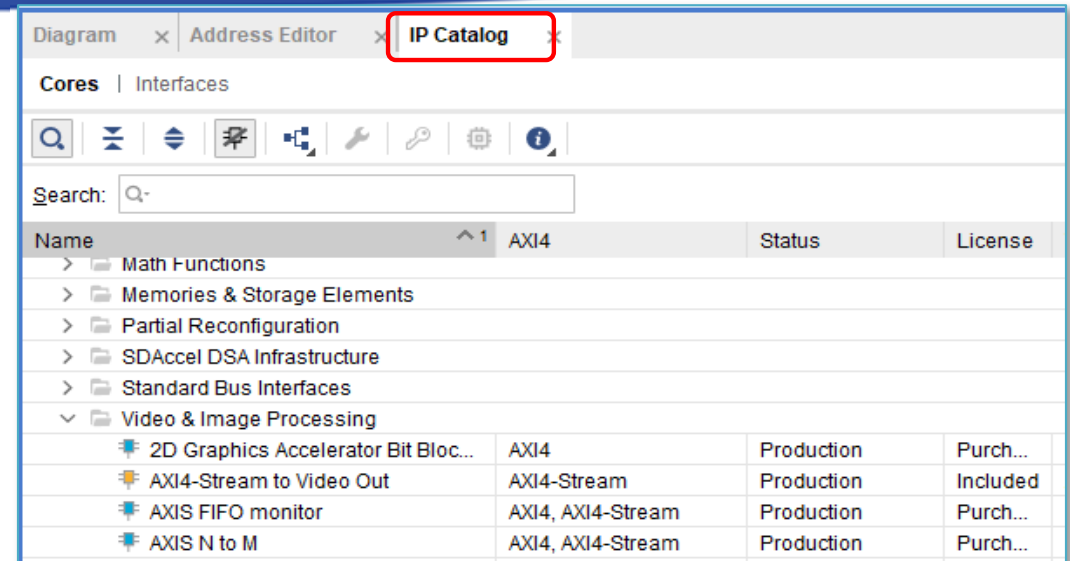 Diagram Address Editor IP Catalog
Cores | Interfaces
Search:
Name 1 AXI4 Status License
Math Functions
Memories & Storage Elements
Partial Reconfiguration
SDAccel DSA Infrastructure
Standard Bus Interfaces
Video & Image Processing
2D Graphics Accelerator Bit Bloc... AXI4 Production Purch...
AXI4-Stream to Video Out AXI4-Stream Production Included
AXIS FIFO monitor AXI4, AXI4-Stream Production Purch...
AXIS N to M AXI4, AXI4-Stream Production Purch...